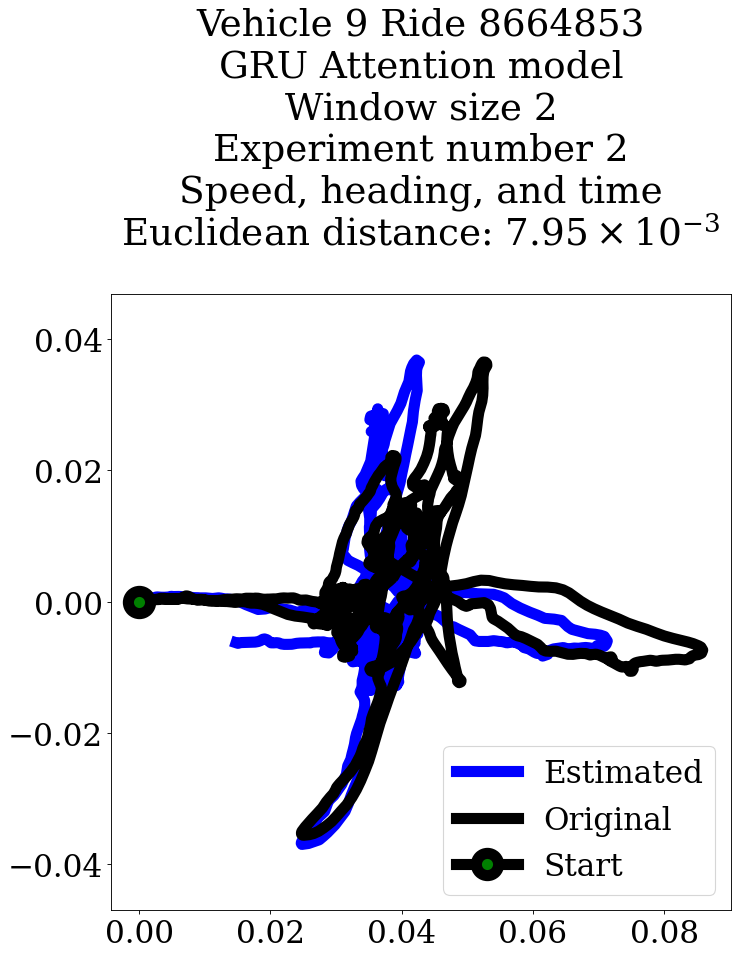 Vehicle 9 Ride 8664853
GRU Attention model
Window size 2
Experiment number 2
Speed, heading, and time
Euclidean distance: 7.95 × 10⁻³
0.04
0.02
0.00
−0.02
−0.04
Estimated
Original
Start
0.00 0.02 0.04 0.06 0.08